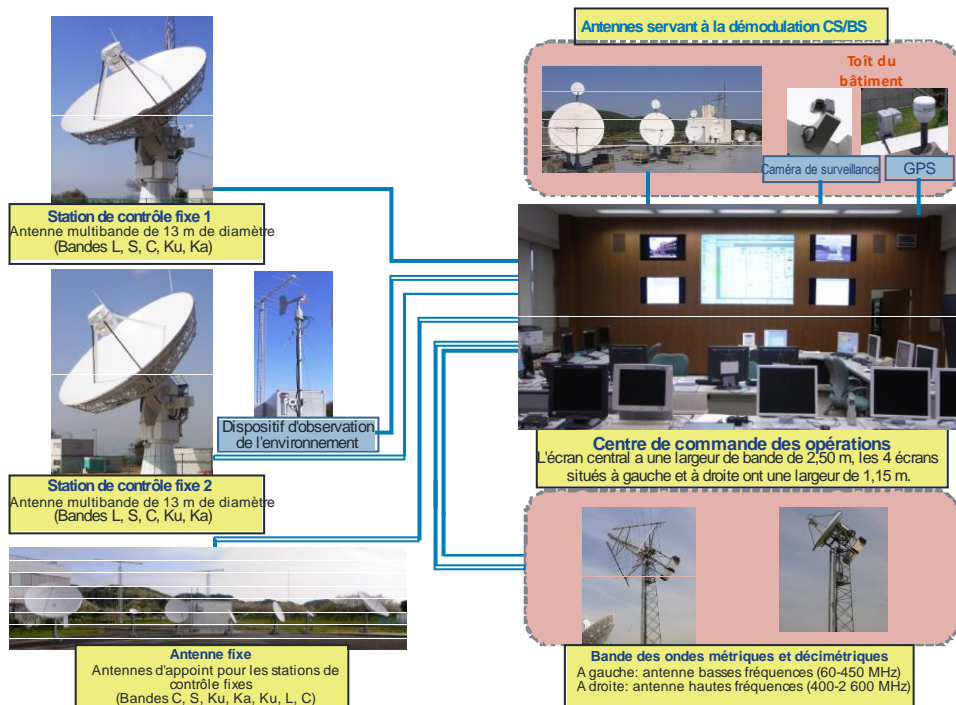 Antennes servant à la démodulation CS/BS
Toît du
bâtiment
Caméra de surveillance
GPS
Station de contrôle fixe 1
Antenne multibande de 13 m de diamètre
(Bandes L, S, C, Ku, Ka)
Dispositif d'observation
de l'environnement
Centre de commande des opérations
L'écran central a une largeur de bande de 2,50 m, les 4 écrans
situés à gauche et à droite ont une largeur de 1,15 m.
Station de contrôle fixe 2
Antenne multibande de 13 m de diamètre
(Bandes L, S, C, Ku, Ka)
Antenne fixe
Antennes d'appoint pour les stations de
contrôle fixes
(Bandes C, S, Ku, Ka, Ku, L, C)
Bande des ondes métriques et décimétriques
A gauche: antenne basses fréquences (60-450 MHz)
A droite: antenne hautes fréquences (400-2 600 MHz)